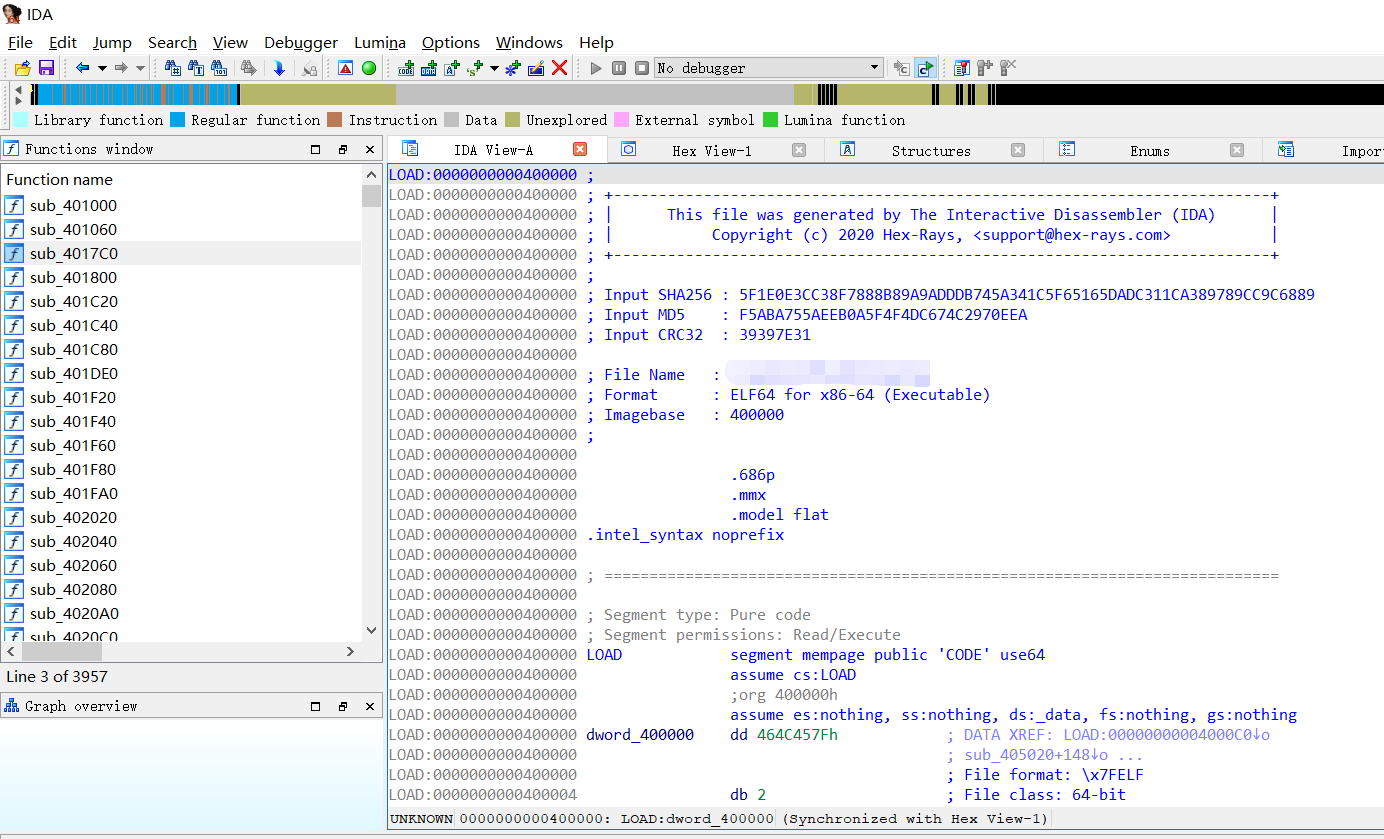 IDA
File Edit Jump Search View Debugger Lumina Options Windows Help
No debugger
Library function Regular function Instruction Data Unexplored External symbol Lumina function
Functions window
IDA View-A Hex View-1 Structures Enums Impor
Function name
sub_401000
sub_401060
sub_4017C0
sub_401800
sub_401C20
sub_401C40
sub_401C80
sub_401DE0
sub_401F20
sub_401F40
sub_401F60
sub_401F80
sub_401FA0
sub_402020
sub_402040
sub_402060
sub_402080
sub_4020A0
sub_4020C0
Line 3 of 3957
Graph overview
LOAD:0000000000400000 ;
LOAD:0000000000400000 ; +-------------------------------------------------------------------------+
LOAD:0000000000400000 ; | This file was generated by The Interactive Disassembler (IDA) |
LOAD:0000000000400000 ; | Copyright (c) 2020 Hex-Rays, <support@hex-rays.com> |
LOAD:0000000000400000 ; +-------------------------------------------------------------------------+
LOAD:0000000000400000 ;
LOAD:0000000000400000 ; Input SHA256 : 5F1E0E3CC38F7888B89A9ADDDB745A341C5F65165DADC311CA389789CC9C6889
LOAD:0000000000400000 ; Input MD5 : F5ABA755AEEB0A5F4F4DC674C2970EEA
LOAD:0000000000400000 ; Input CRC32 : 39397E31
LOAD:0000000000400000
LOAD:0000000000400000 ; File Name :
LOAD:0000000000400000 ; Format : ELF64 for x86-64 (Executable)
LOAD:0000000000400000 ; Imagebase : 400000
LOAD:0000000000400000 ;
LOAD:0000000000400000
LOAD:0000000000400000 .686p
LOAD:0000000000400000 .mmx
LOAD:0000000000400000 .model flat
LOAD:0000000000400000 .intel_syntax noprefix
LOAD:0000000000400000
LOAD:0000000000400000 ; ===========================================================================
LOAD:0000000000400000
LOAD:0000000000400000 ; Segment type: Pure code
LOAD:0000000000400000 ; Segment permissions: Read/Execute
LOAD:0000000000400000 LOAD segment mempage public 'CODE' use64
LOAD:0000000000400000 assume cs:LOAD
LOAD:0000000000400000 ;org 400000h
LOAD:0000000000400000 assume es:nothing, ss:nothing, ds:_data, fs:nothing, gs:nothing
LOAD:0000000000400000 dword_400000 dd 464C457Fh ; DATA XREF: LOAD:00000000004000C0↓o
LOAD:0000000000400000 ; sub_405020+148↓o ...
LOAD:0000000000400000 ; File format: \x7FELF
LOAD:0000000000400004 db 2 ; File class: 64-bit
UNKNOWN 0000000000400000: LOAD:dword_400000 (Synchronized with Hex View-1)